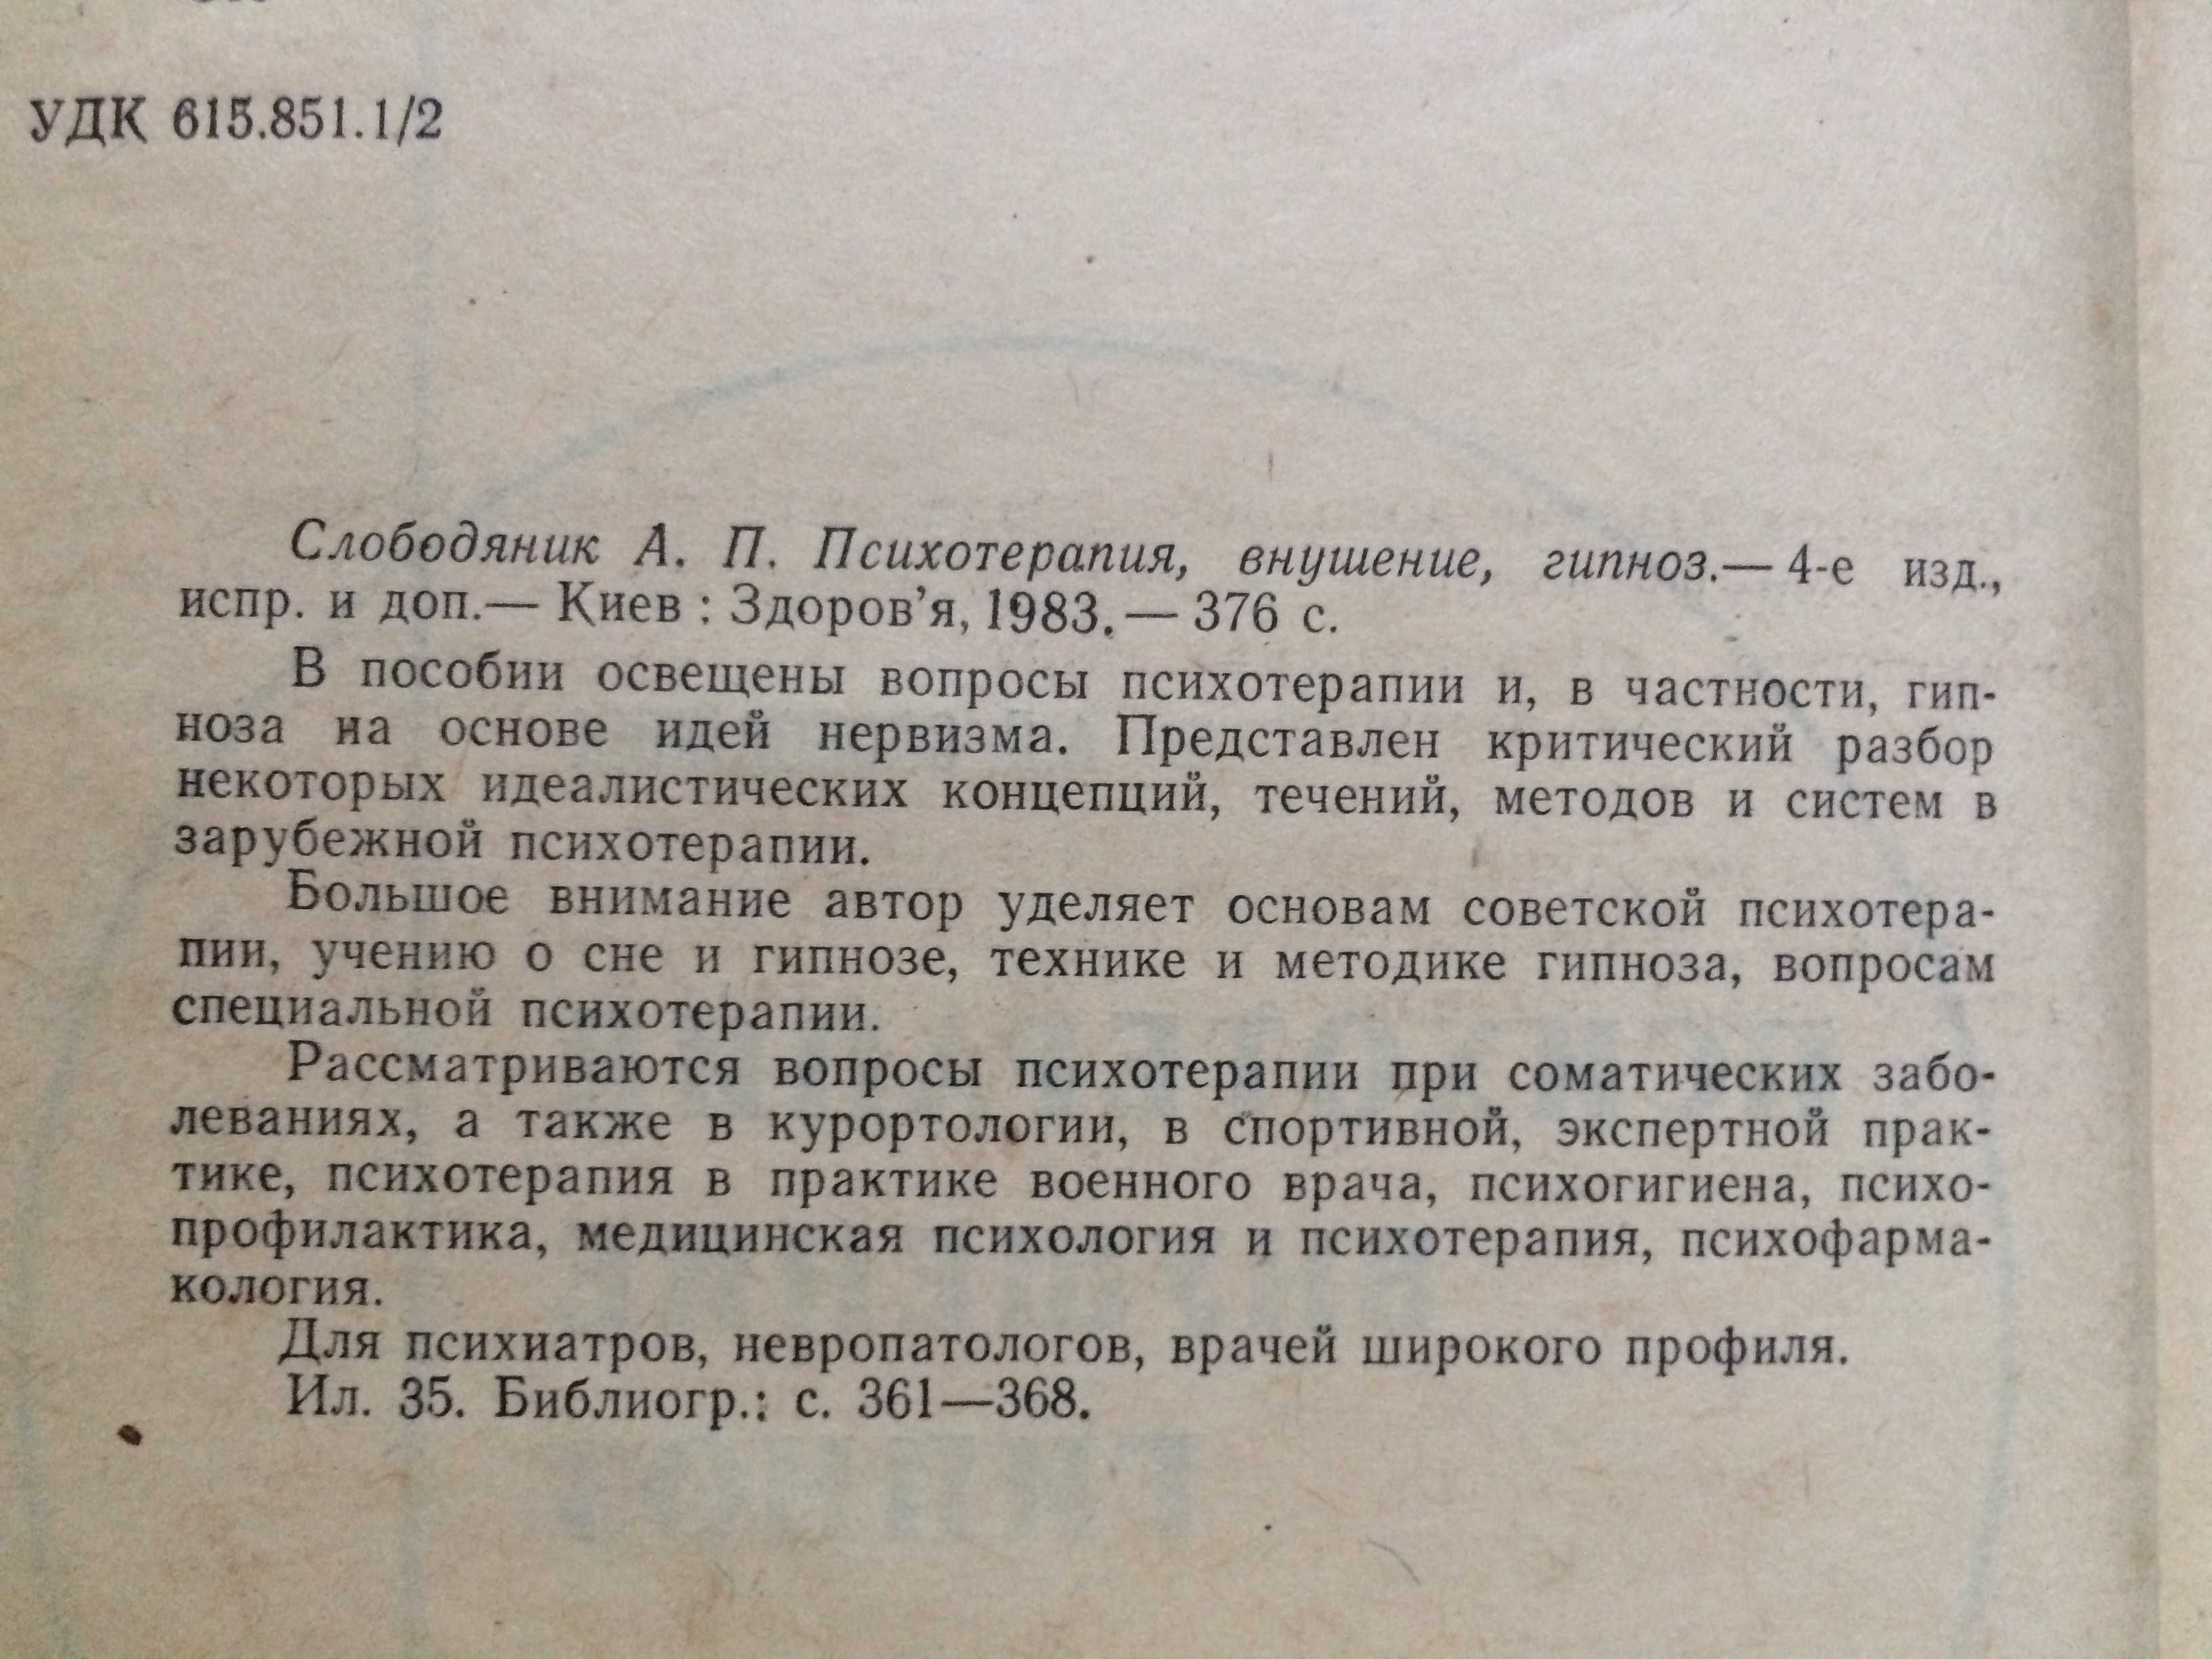 УДК 615.851.1/2
Слободяник А. П. Психотерапия, внушение, гипноз.— 4-е изд.,
испр. и доп.— Киев : Здоров’я, 1983.— 376 с.
В пособии освещены вопросы психотерапии и, в частности, гип-
ноза на основе идей нервизма. Представлен критический разбор
некоторых идеалистических концепций, течений, методов и систем в
зарубежной психотерапии.
Большое внимание автор уделяет основам советской психотера-
пии, учению о сне и гипнозе, технике и методике гипноза, вопросам
специальной психотерапии.
Рассматриваются вопросы психотерапии при соматических забо-
леваниях, а также в курортологии, в спортивной, экспертной прак-
тике, психотерапия в практике военного врача, психогигиена, психо-
профилактика, медицинская психология и психотерапия, психофарма-
кология.
Для психиатров, невропатологов, врачей широкого профиля.
Ил. 35. Библиогр.: с. 361—368.